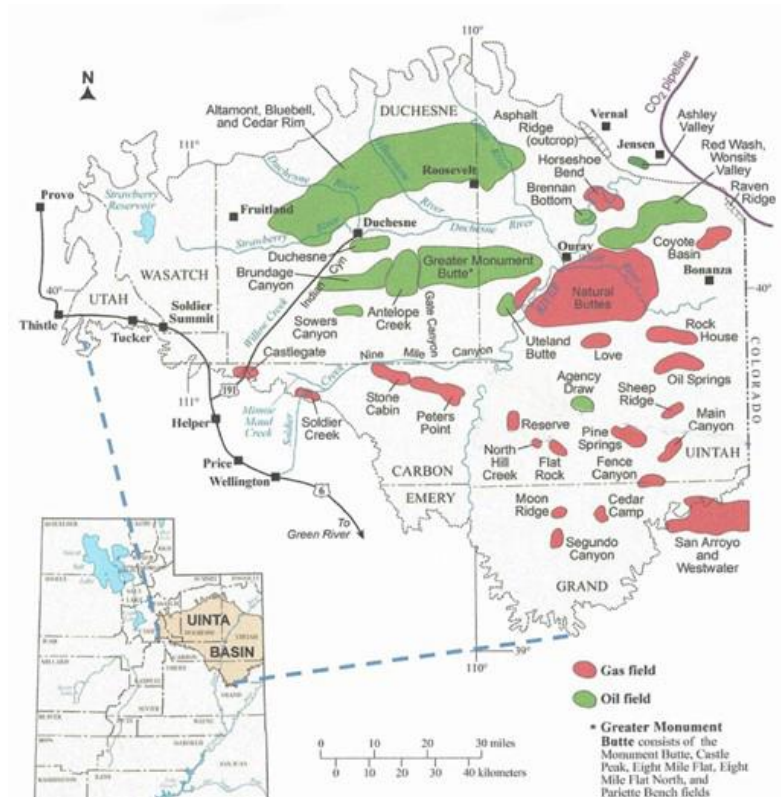 110°
N
DUCHESNE
Altamont, Bluebell,
and Cedar Rim
Asphalt
Ridge
(outcrop)
Vernal
CO₂ pipeline
Ashley
Valley
Jensen
Red Wash,
Wonsits
Valley
Raven
Ridge
111°
Provo
Strawberry
Reservoir
Duchesne
River
Roosevelt
River
Horseshoe
Bend
Brennan
Bottom
Fruitland
Strawberry
River
Duchesne
Duchesne
River
Ouray
Coyote
Basin
Bonanza
WASATCH
Duchesne
Brundage
Canyon
Indian Cyn
Greater Monument
Butte*
Natural
Buttes
40°
40°
UTAH
Soldier
Summit
Thistle
Tucker
Sowers
Canyon
Antelope
Creek
Gate Canyon
Uteland
Butte
Rock
House
Willow Creek
Castlegate
Nine Mile Canyon
Creek
Love
Oil Springs
COLORADO
111°
191
Minnie
Maud
Creek
Soldier
Soldier
Creek
Stone
Cabin
Peters
Point
Agency
Draw
Sheep
Ridge
Main
Canyon
Helper
Reserve
Pine
Springs
UINTAH
North
Hill
Creek
Flat
Rock
Fence
Canyon
Price
Wellington
CARBON
EMERY
6
To
Green River
Moon
Ridge
Cedar
Camp
Segundo
Canyon
San Arroyo
and
Westwater
GRAND
110°
39°
UINTA
BASIN
Gas field
Oil field
* Greater Monument
Butte consists of the
Monument Butte, Castle
Peak, Eight Mile Flat, Eight
Mile Flat North, and
Pariette Bench fields
0 10 20 30 miles
0 10 20 30 40 kilometers